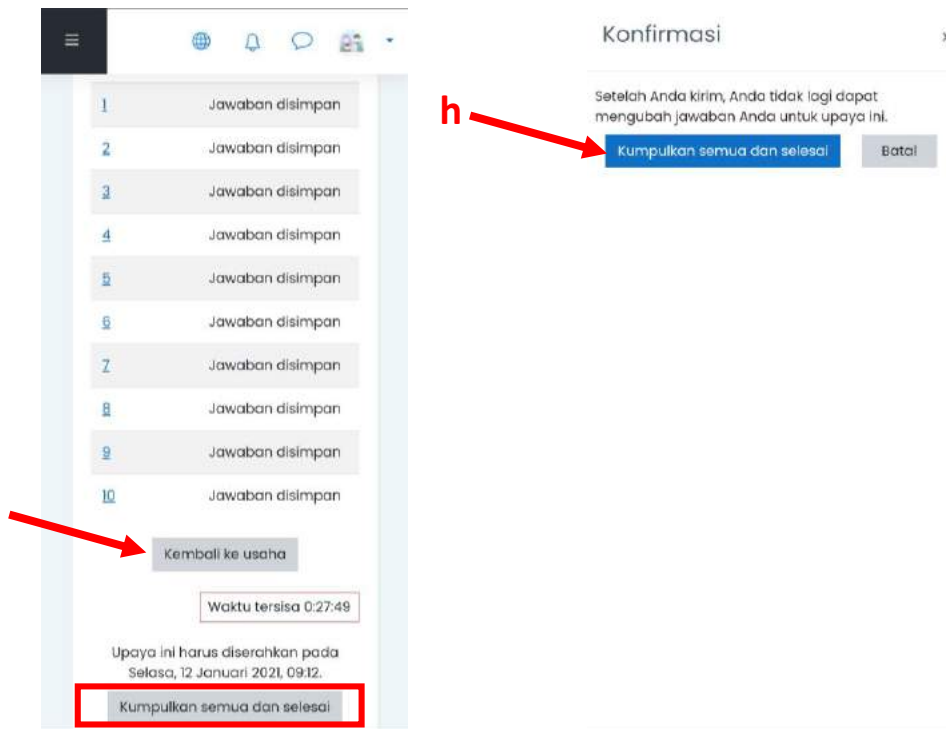 1 Jawaban disimpan
2 Jawaban disimpan
3 Jawaban disimpan
4 Jawaban disimpan
5 Jawaban disimpan
6 Jawaban disimpan
7 Jawaban disimpan
8 Jawaban disimpan
9 Jawaban disimpan
10 Jawaban disimpan
Kembali ke usaha
Waktu tersisa 0:27:49
Upaya ini harus diserahkan pada
Selasa, 12 Januari 2021, 09.12.
Kumpulkan semua dan selesai
Konfirmasi
Setelah Anda kirim, Anda tidak lagi dapat
mengubah jawaban Anda untuk upaya ini.
h
Kumpulkan semua dan selesai Batal